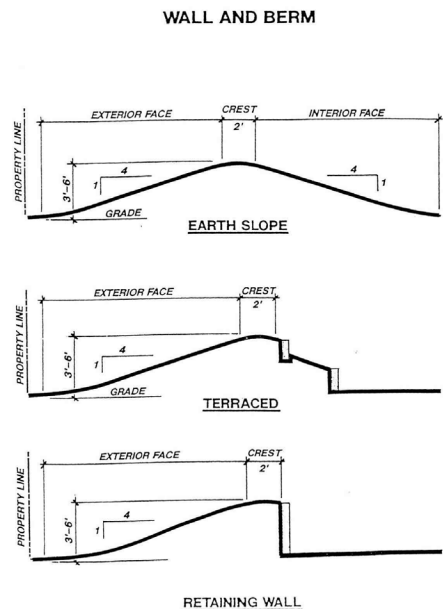 WALL AND BERM
EXTERIOR FACE
CREST
INTERIOR FACE
2'
PROPERTY LINE
4
1
3'-6'
4
1
GRADE
EARTH SLOPE
EXTERIOR FACE
CREST
2'
PROPERTY LINE
4
1
3'-6'
GRADE
TERRACED
EXTERIOR FACE
CREST
2'
PROPERTY LINE
4
1
3'-6'
RETAINING WALL